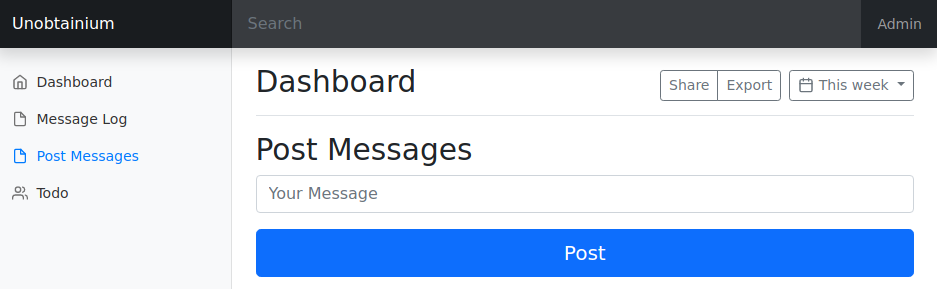 Unobtainium
Search
Admin
Dashboard
Message Log
Post Messages
Todo
Dashboard
Share
Export
This week
Post Messages
Your Message
Post